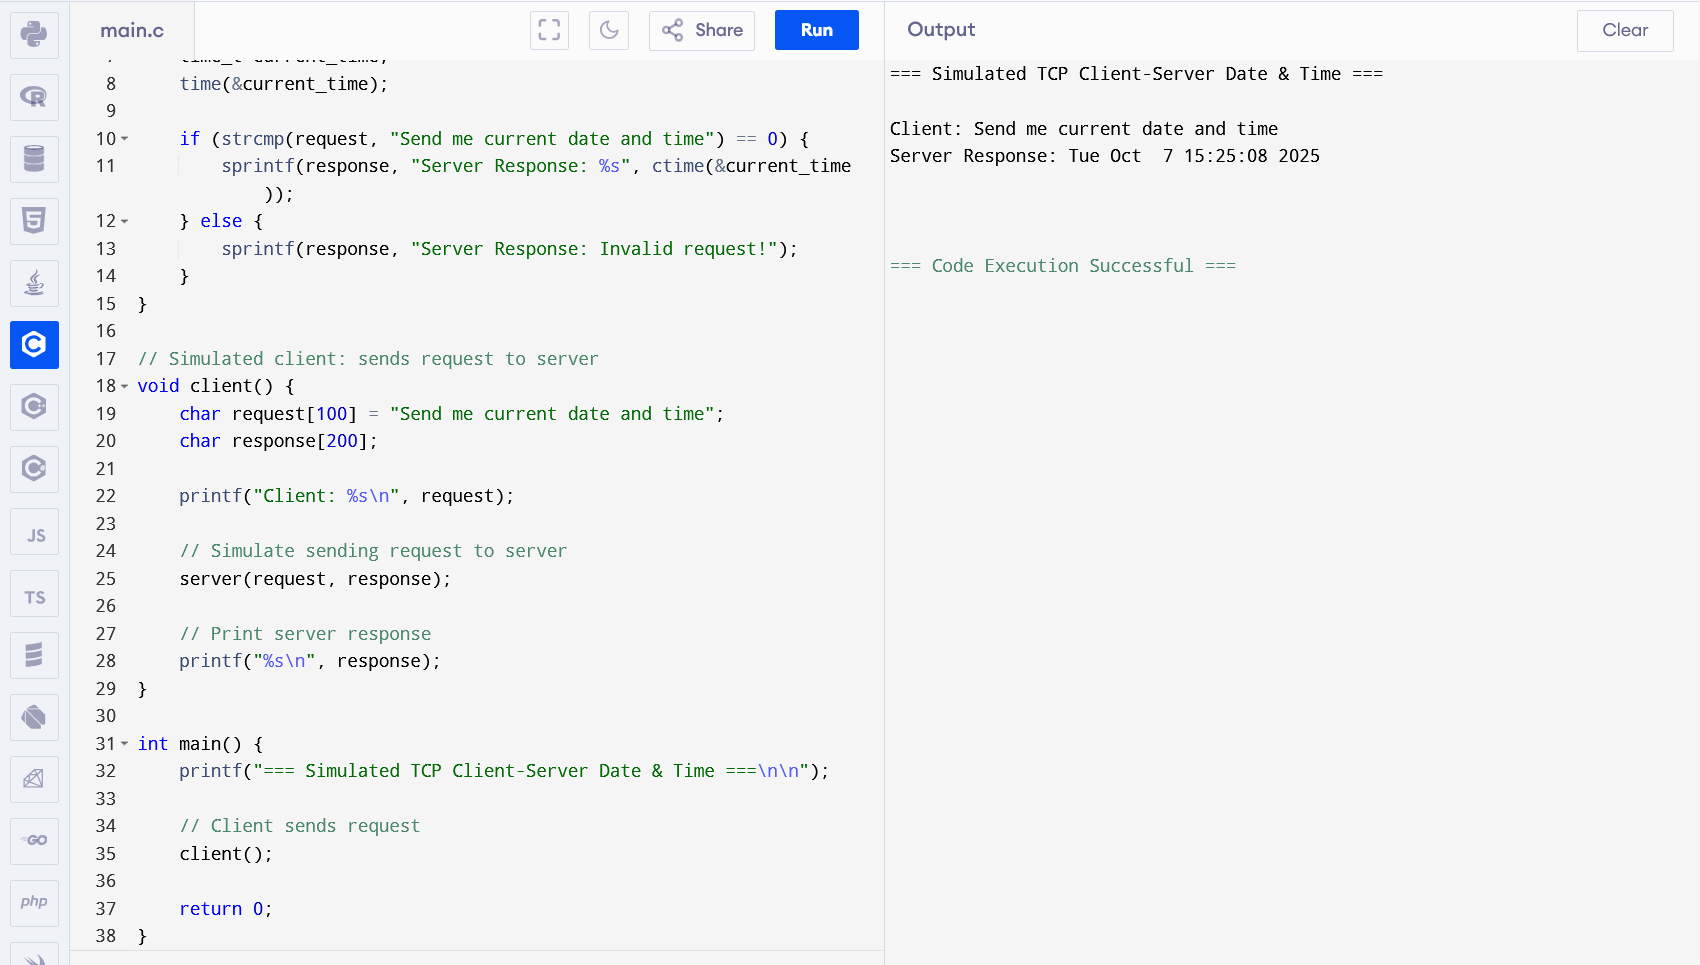 main.c
Share
Run
Output
Clear
JS
TS
GO
php
7 time_t current_time;
8 time(&current_time);
9
10 if (strcmp(request, "Send me current date and time") == 0) {
11 sprintf(response, "Server Response: %s", ctime(&current_time
));
12 } else {
13 sprintf(response, "Server Response: Invalid request!");
14 }
15 }
16
17 // Simulated client: sends request to server
18 void client() {
19 char request[100] = "Send me current date and time";
20 char response[200];
21
22 printf("Client: %s\n", request);
23
24 // Simulate sending request to server
25 server(request, response);
26
27 // Print server response
28 printf("%s\n", response);
29 }
30
31 int main() {
32 printf("=== Simulated TCP Client-Server Date & Time ===\n\n");
33
34 // Client sends request
35 client();
36
37 return 0;
38 }
=== Simulated TCP Client-Server Date & Time ===
Client: Send me current date and time
Server Response: Tue Oct  7 15:25:08 2025
=== Code Execution Successful ===